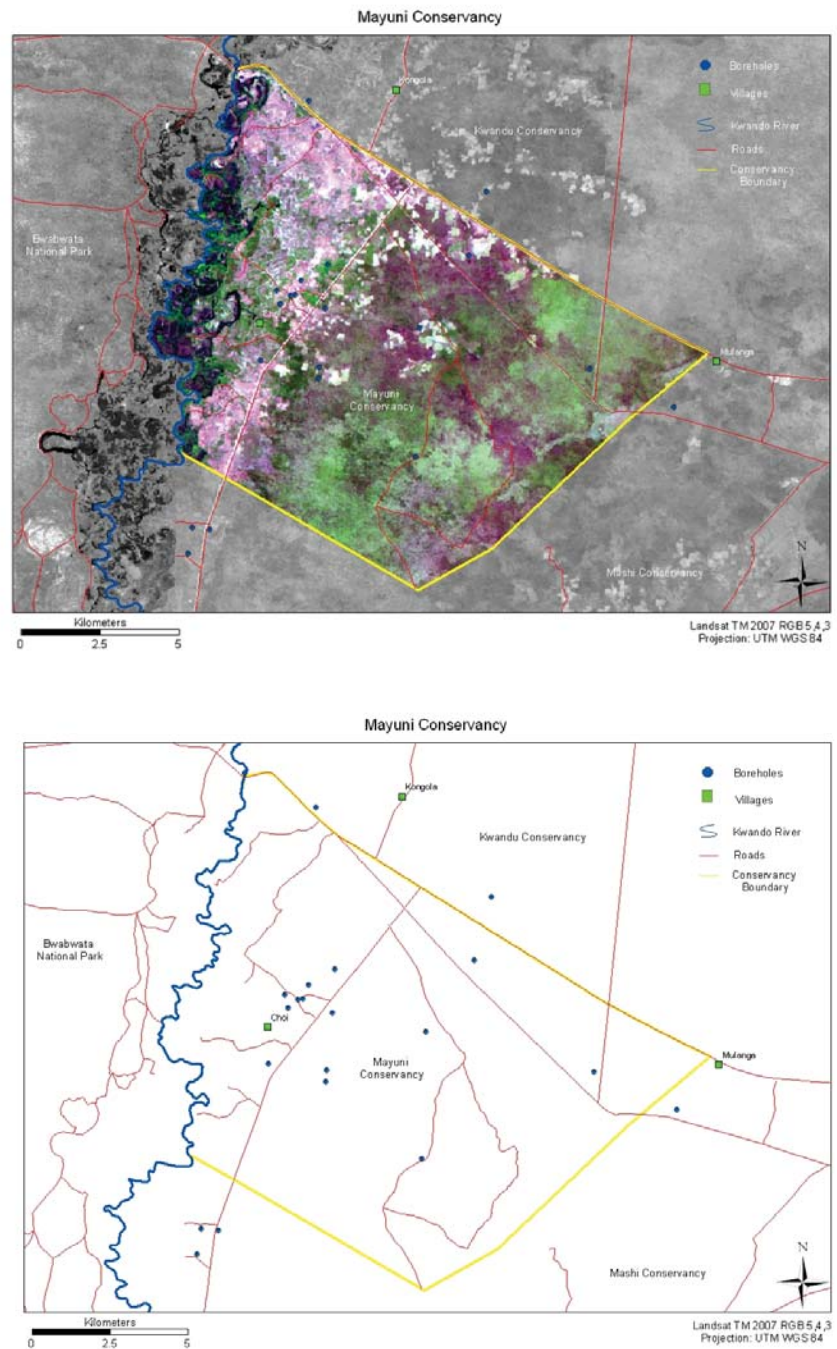 Mayuni Conservancy
Kongola
Boreholes
Villages
Kwandu Conservancy
Kwando River
Roads
Conservancy
Boundary
Bwabwata
National Park
Mulanga
Mayuni
Conservancy
Mashi Conservancy
N
Kilometers
0 2.5 5
Landsat TM 2007 RGB 5,4,3
Projection: UTM WGS 84
Mayuni Conservancy
Boreholes
Kongola
Villages
Kwandu Conservancy
Kwando River
Roads
Conservancy
Boundary
Bwabwata
National Park
Choi
Mulanga
Mayuni
Conservancy
N
Mashi Conservancy
Kilometers
0 2.5 5
Landsat TM 2007 RGB 5,4,3
Projection: UTM WGS 84